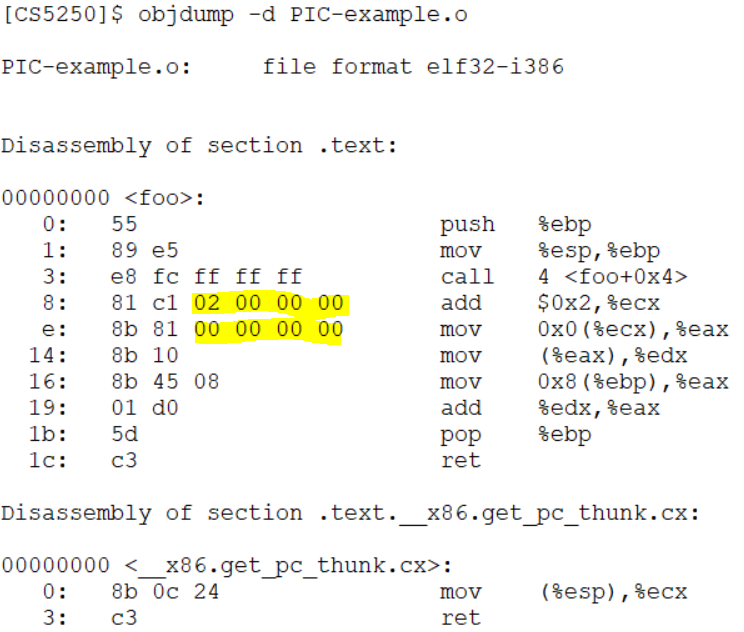 [CS5250]$ objdump -d PIC-example.o
PIC-example.o:     file format elf32-i386
Disassembly of section .text:
00000000 <foo>:
   0:   55                      push   %ebp
   1:   89 e5                   mov    %esp,%ebp
   3:   e8 fc ff ff ff          call   4 <foo+0x4>
   8:   81 c1 02 00 00 00       add    $0x2,%ecx
   e:   8b 81 00 00 00 00       mov    0x0(%ecx),%eax
  14:   8b 10                   mov    (%eax),%edx
  16:   8b 45 08                mov    0x8(%ebp),%eax
  19:   01 d0                   add    %edx,%eax
  1b:   5d                      pop    %ebp
  1c:   c3                      ret
Disassembly of section .text.__x86.get_pc_thunk.cx:
00000000 <__x86.get_pc_thunk.cx>:
   0:   8b 0c 24                mov    (%esp),%ecx
   3:   c3                      ret